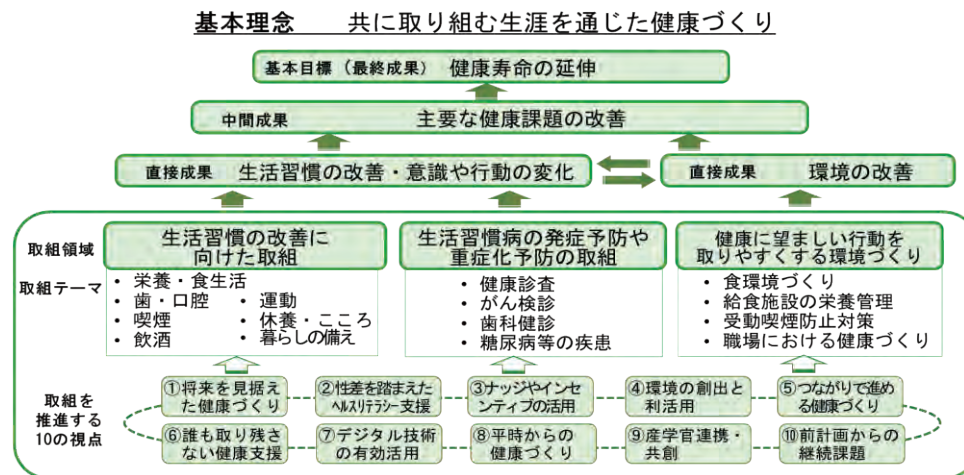 基本理念　共に取り組む生涯を通じた健康づくり
基本目標（最終成果）　健康寿命の延伸
中間成果　主要な健康課題の改善
直接成果　生活習慣の改善・意識や行動の変化
直接成果　環境の改善
取組領域
生活習慣の改善に
向けた取組
生活習慣病の発症予防や
重症化予防の取組
健康に望ましい行動を
取りやすくする環境づくり
取組テーマ
・栄養・食生活
・歯・口腔
・喫煙
・飲酒
・運動
・休養・こころ
・暮らしの備え
・健康診査
・がん検診
・歯科健診
・糖尿病等の疾患
・食環境づくり
・給食施設の栄養管理
・受動喫煙防止対策
・職場における健康づくり
取組を
推進する
10の視点
①将来を見据え
た健康づくり
②性差を踏まえた
ヘルスリテラシー支援
③ナッジやインセ
ンティブの活用
④環境の創出と
利活用
⑤つながりで進め
る健康づくり
⑥誰も取り残さ
ない健康支援
⑦デジタル技術
の有効活用
⑧平時からの
健康づくり
⑨産学官連携・
共創
⑩前計画からの
継続課題